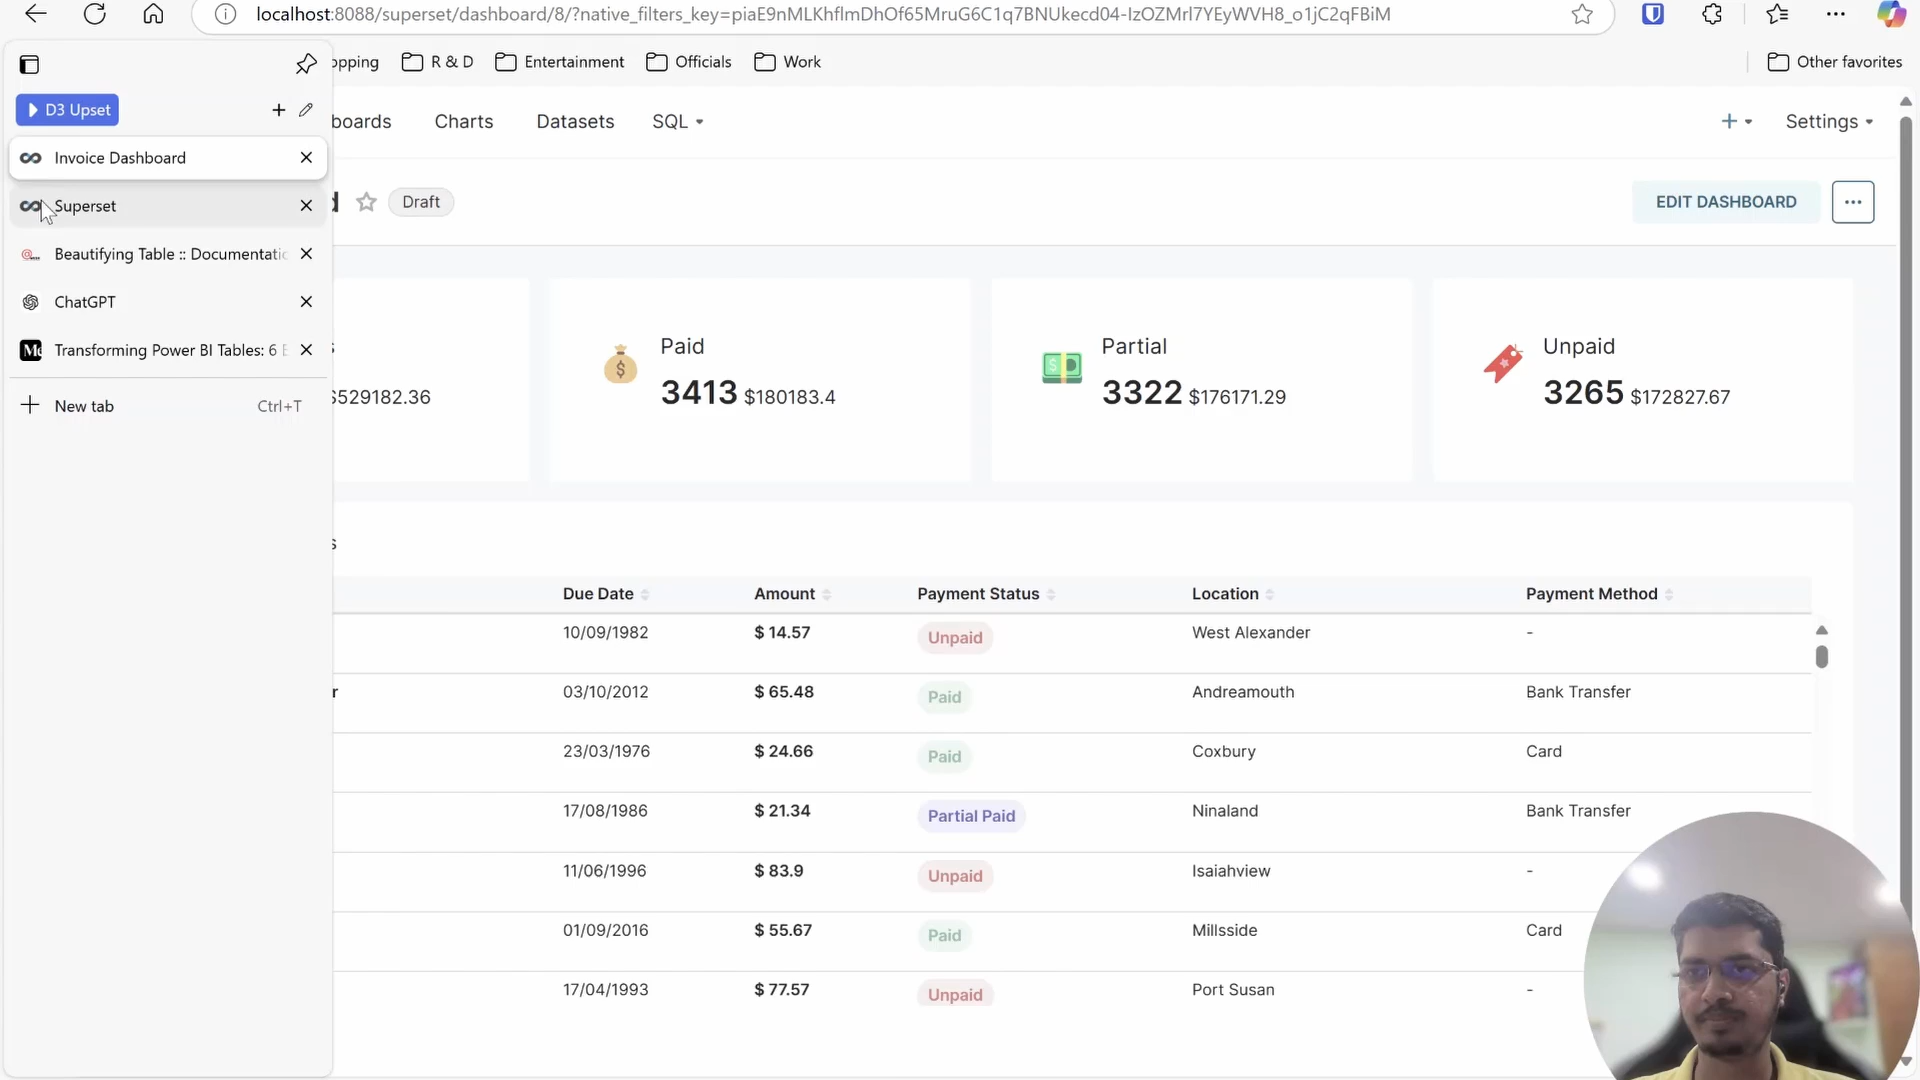 localhost:8088/superset/dashboard/8/?native_filters_key=piaE9nMLKhflmDhOf65MruG6C1q7BNUkecd04-IzOZMrl7YEyWVH8_o1jC2qFBiM
opping R & D Entertainment Officials Work Other favorites
D3 Upset
boards Charts Datasets SQL Settings
Invoice Dashboard
Superset
d Draft EDIT DASHBOARD
Beautifying Table :: Documentatic
ChatGPT
Transforming Power BI Tables: 6 E
New tab Ctrl+T
s
$529182.36
Paid
3413 $180183.4
Partial
3322 $176171.29
Unpaid
3265 $172827.67
s
Due Date Amount Payment Status Location Payment Method
10/09/1982 $ 14.57 Unpaid West Alexander -
r 03/10/2012 $ 65.48 Paid Andreamouth Bank Transfer
23/03/1976 $ 24.66 Paid Coxbury Card
17/08/1986 $ 21.34 Partial Paid Ninaland Bank Transfer
11/06/1996 $ 83.9 Unpaid Isaiahview -
01/09/2016 $ 55.67 Paid Millsside Card
17/04/1993 $ 77.57 Unpaid Port Susan -